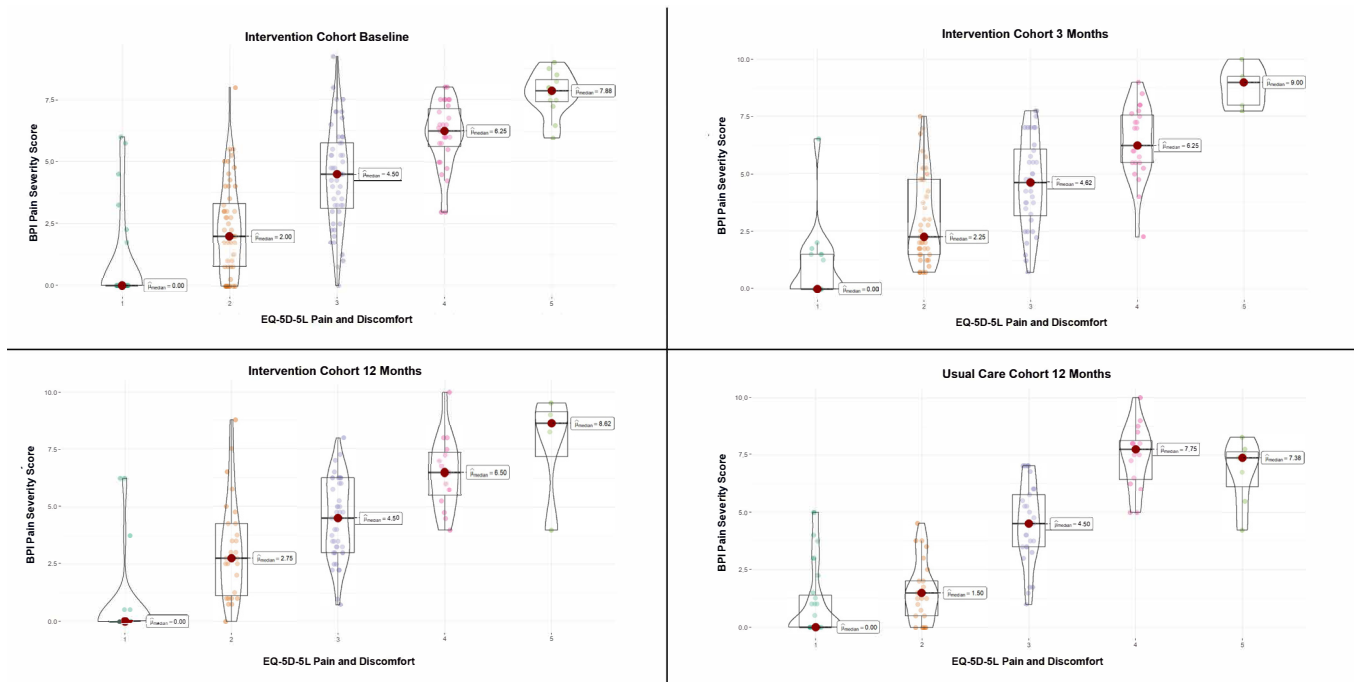 Intervention Cohort Baseline
BPI Pain Severity Score
7.5
5.0
2.5
0.0
μ̂median = 0.00
μ̂median = 2.00
μ̂median = 4.50
μ̂median = 6.25
μ̂median = 7.88
1 2 3 4 5
EQ-5D-5L Pain and Discomfort
Intervention Cohort 3 Months
BPI Pain Severity Score
10.0
7.5
5.0
2.5
0.0
μ̂median = 0.00
μ̂median = 2.25
μ̂median = 4.62
μ̂median = 6.25
μ̂median = 9.00
1 2 3 4 5
EQ-5D-5L Pain and Discomfort
Intervention Cohort 12 Months
BPI Pain Severity Score
10.0
7.5
5.0
2.5
0.0
μ̂median = 0.00
μ̂median = 2.75
μ̂median = 4.50
μ̂median = 6.50
μ̂median = 8.62
1 2 3 4 5
EQ-5D-5L Pain and Discomfort
Usual Care Cohort 12 Months
BPI Pain Severity Score
10.0
7.5
5.0
2.5
0.0
μ̂median = 0.00
μ̂median = 1.50
μ̂median = 4.50
μ̂median = 7.75
μ̂median = 7.38
1 2 3 4 5
EQ-5D-5L Pain and Discomfort